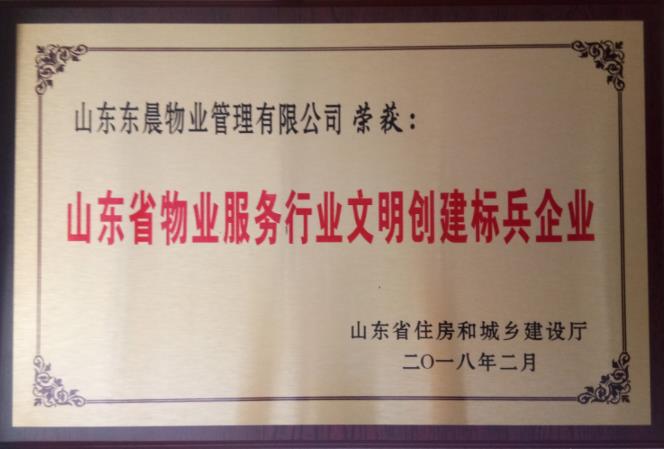 山东东晨物业管理有限公司 荣获：
山东省物业服务行业文明创建标兵企业
山东省住房和城乡建设厅
二〇一八年二月